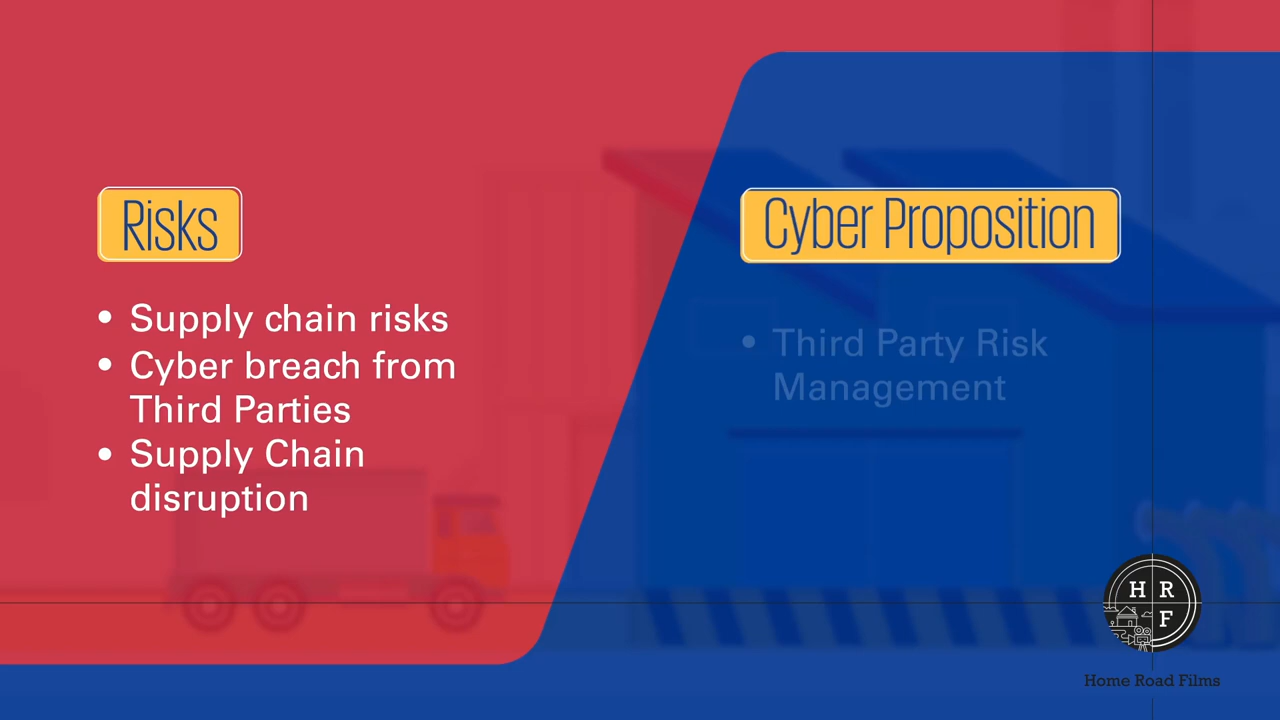 Risks
• Supply chain risks
• Cyber breach from
Third Parties
• Supply Chain
disruption
Cyber Proposition
• Third Party Risk
Management
H R
F
Home Road Films